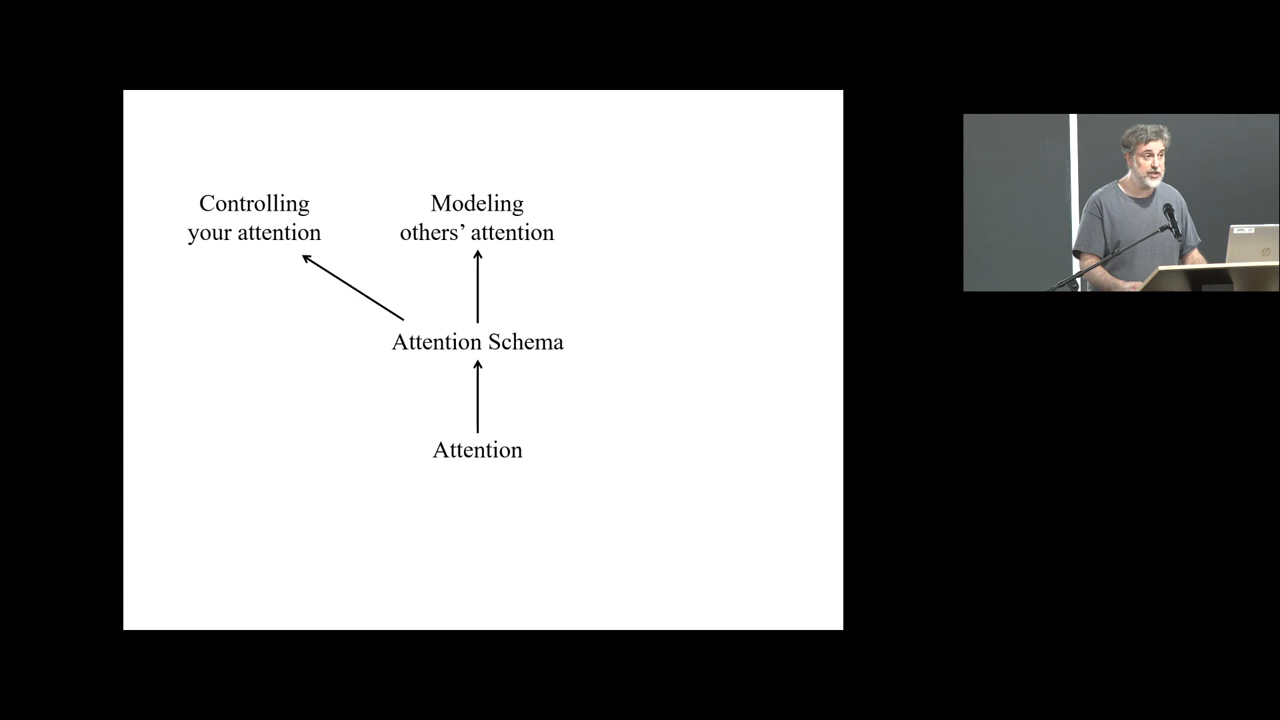 Controlling
your attention
Modeling
others’ attention
Attention Schema
Attention